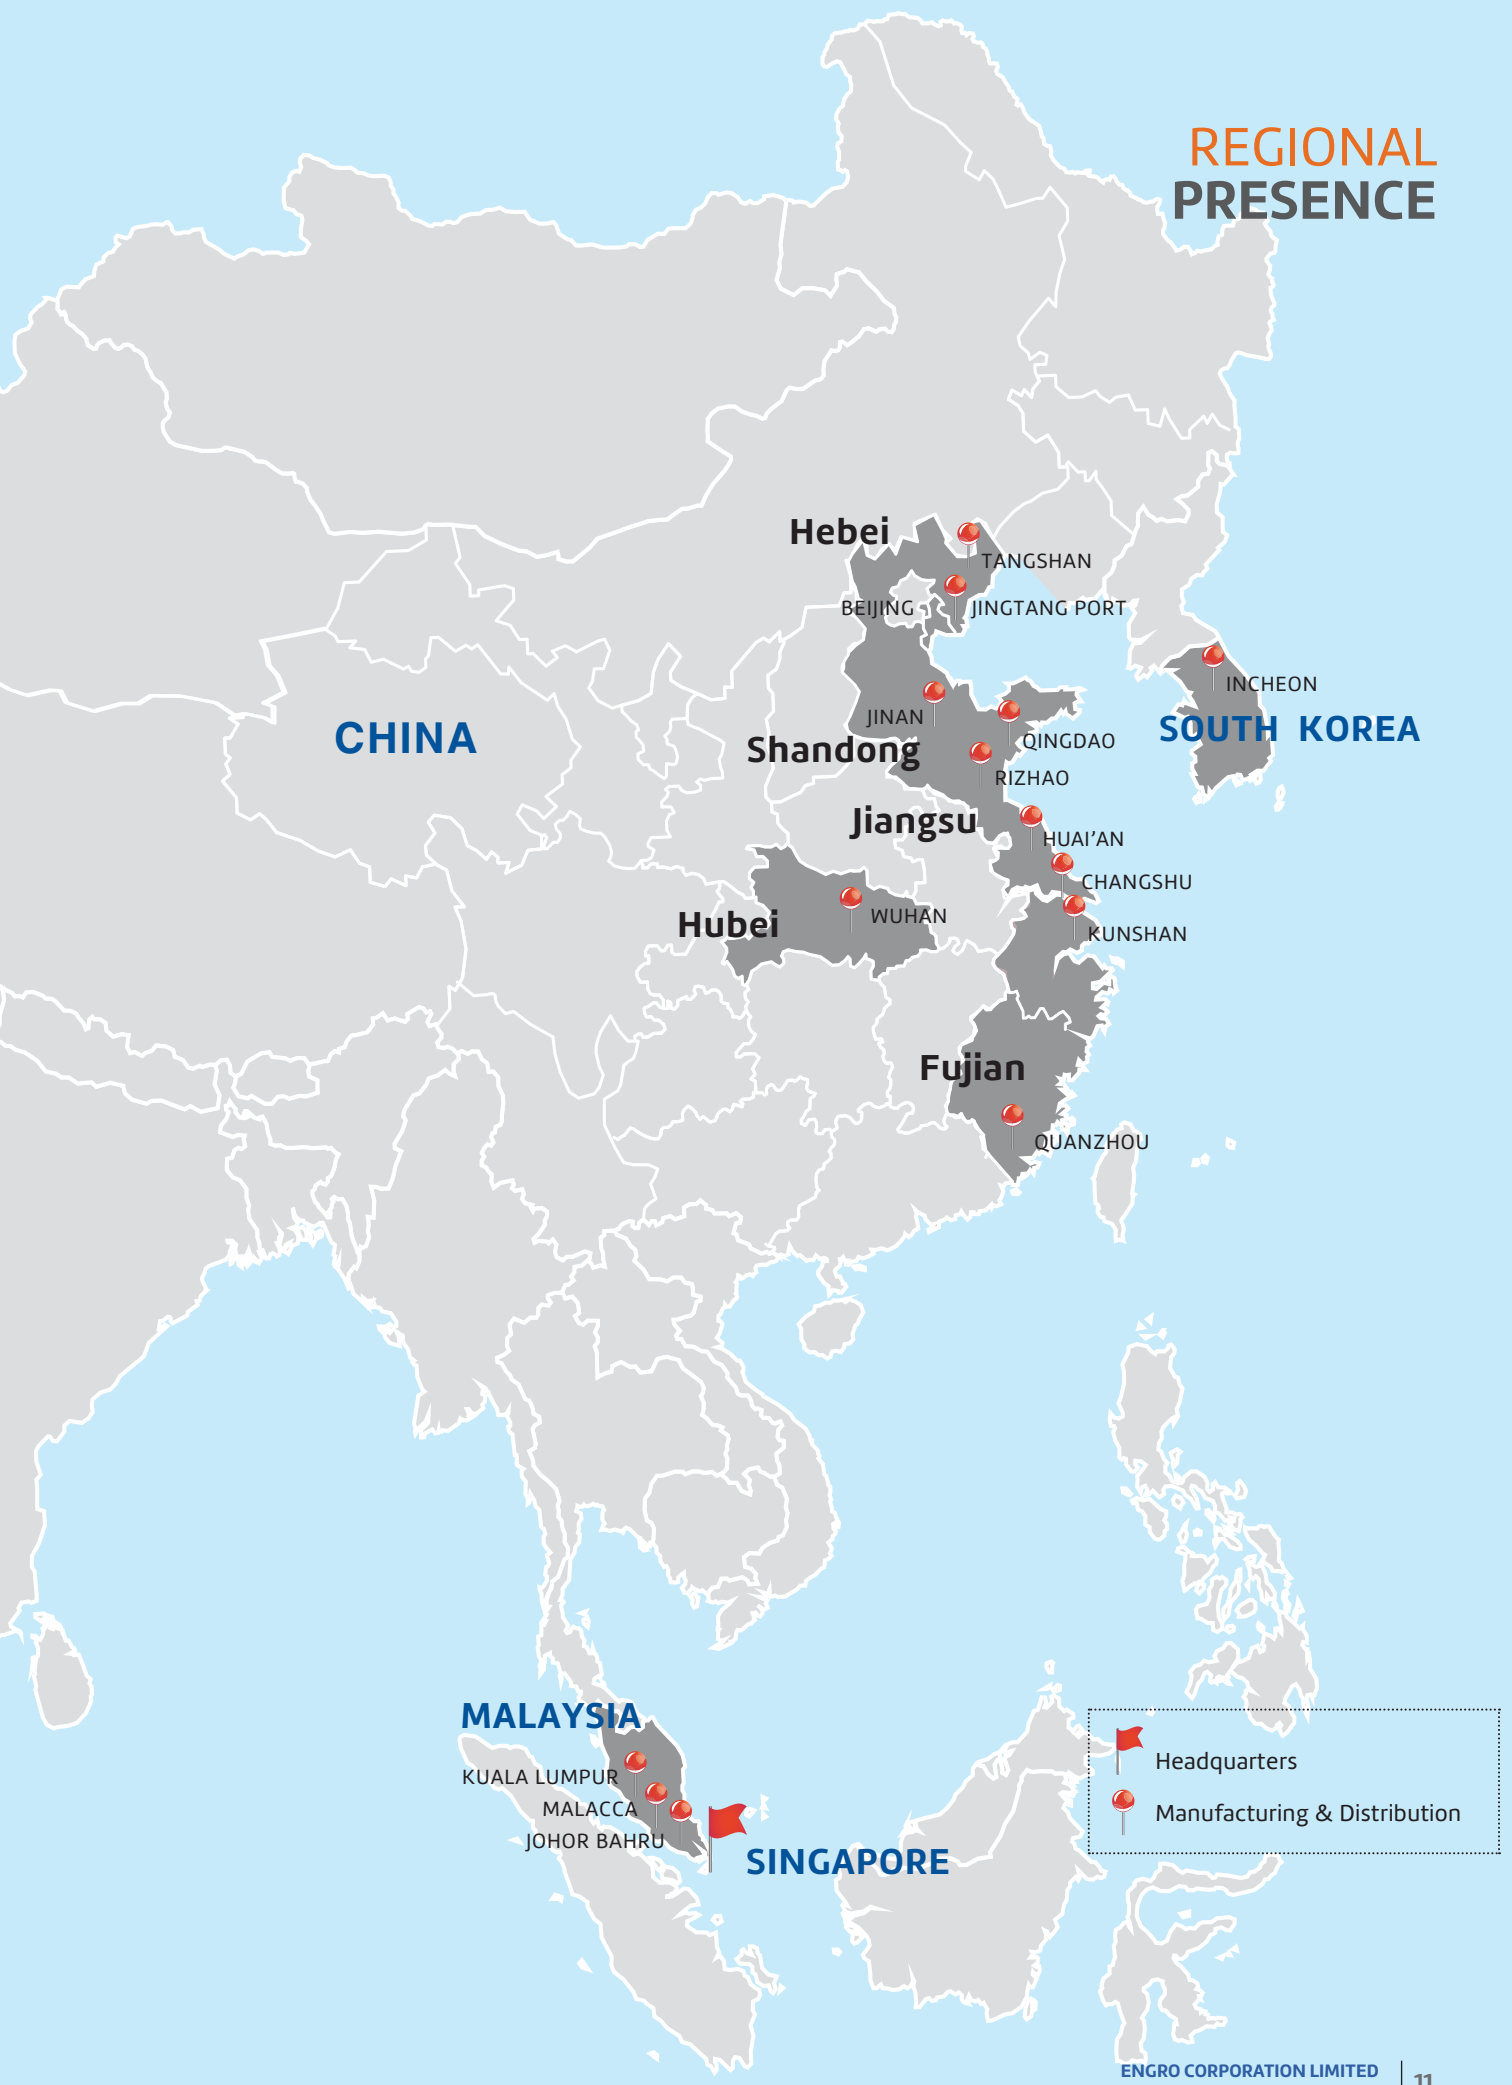 REGIONAL
PRESENCE
Hebei
TANGSHAN
BEIJING
JINGTANG PORT
INCHEON
SOUTH KOREA
CHINA
JINAN
QINGDAO
Shandong
RIZHAO
Jiangsu
HUAI'AN
CHANGSHU
Hubei
WUHAN
KUNSHAN
Fujian
QUANZHOU
MALAYSIA
KUALA LUMPUR
MALACCA
JOHOR BAHRU
SINGAPORE
Headquarters
Manufacturing & Distribution
ENGRO CORPORATION LIMITED
11